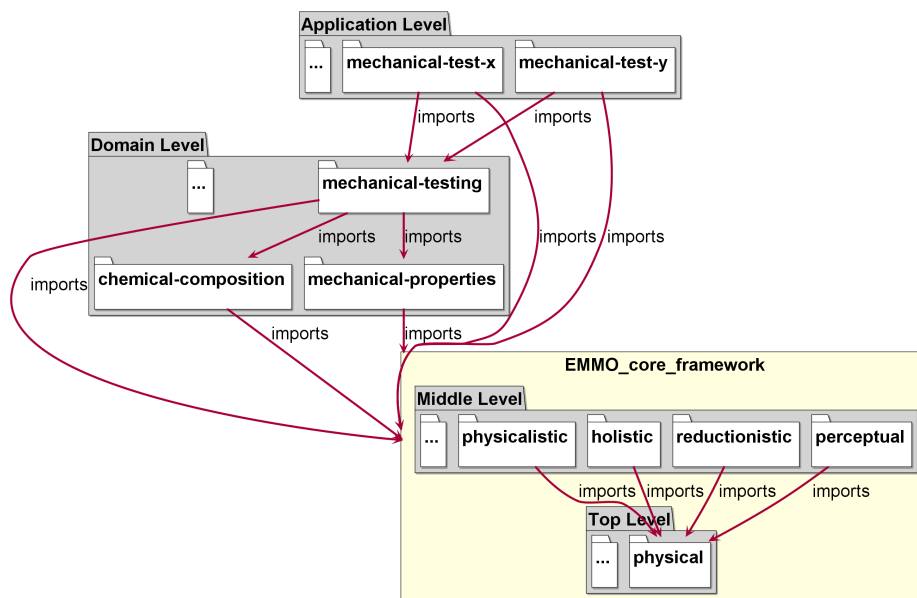 Application Level
...
mechanical-test-x
mechanical-test-y
imports
imports
Domain Level
...
mechanical-testing
imports
imports
imports
imports
imports
chemical-composition
mechanical-properties
imports
imports
EMMO_core_framework
Middle Level
...
physicalistic
holistic
reductionistic
perceptual
imports
imports
imports
imports
Top Level
...
physical